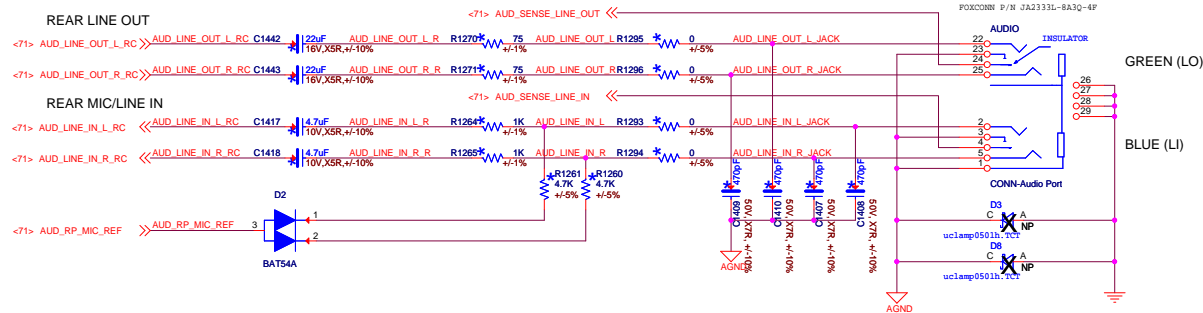 REAR LINE OUT
<71> AUD_SENSE_LINE_OUT
FOXCONN P/N JA2333L-8A3Q-4F
<71> AUD_LINE_OUT_L_RC C1442 22uF 16V,X5R,+/-10% AUD_LINE_OUT_L_R R1270 75 +/-1% AUD_LINE_OUT_L R1295 0 +/-5% AUD_LINE_OUT_L_JACK
<71> AUD_LINE_OUT_R_RC C1443 22uF 16V,X5R,+/-10% AUD_LINE_OUT_R_R R1271 75 +/-1% AUD_LINE_OUT_R R1296 0 +/-5% AUD_LINE_OUT_R_JACK
AUDIO
22
23
24
25
INSULATOR
GREEN (LO)
26
27
28
29
REAR MIC/LINE IN
<71> AUD_SENSE_LINE_IN
<71> AUD_LINE_IN_L_RC C1417 4.7uF 10V,X5R,+/-10% AUD_LINE_IN_L_R R1264 1K +/-1% AUD_LINE_IN_L R1293 0 +/-5% AUD_LINE_IN_L_JACK
<71> AUD_LINE_IN_R_RC C1418 4.7uF 10V,X5R,+/-10% AUD_LINE_IN_R_R R1265 1K +/-1% AUD_LINE_IN_R R1294 0 +/-5% AUD_LINE_IN_R_JACK
2
3
4
5
1
BLUE (LI)
CONN-Audio Port
R1261
4.7K
+/-5%
R1260
4.7K
+/-5%
470pF
C1409
50V, X7R, +/-10%
470pF
C1410
50V, X7R, +/-10%
470pF
C1407
50V, X7R, +/-10%
470pF
C1408
50V, X7R, +/-10%
D2
1
2
3
BAT54A
<71> AUD_RP_MIC_REF AUD_RP_MIC_REF
D3
C A
NP
uclamp0501h.TCT
D8
C A
NP
uclamp0501h.TCT
AGND
AGND